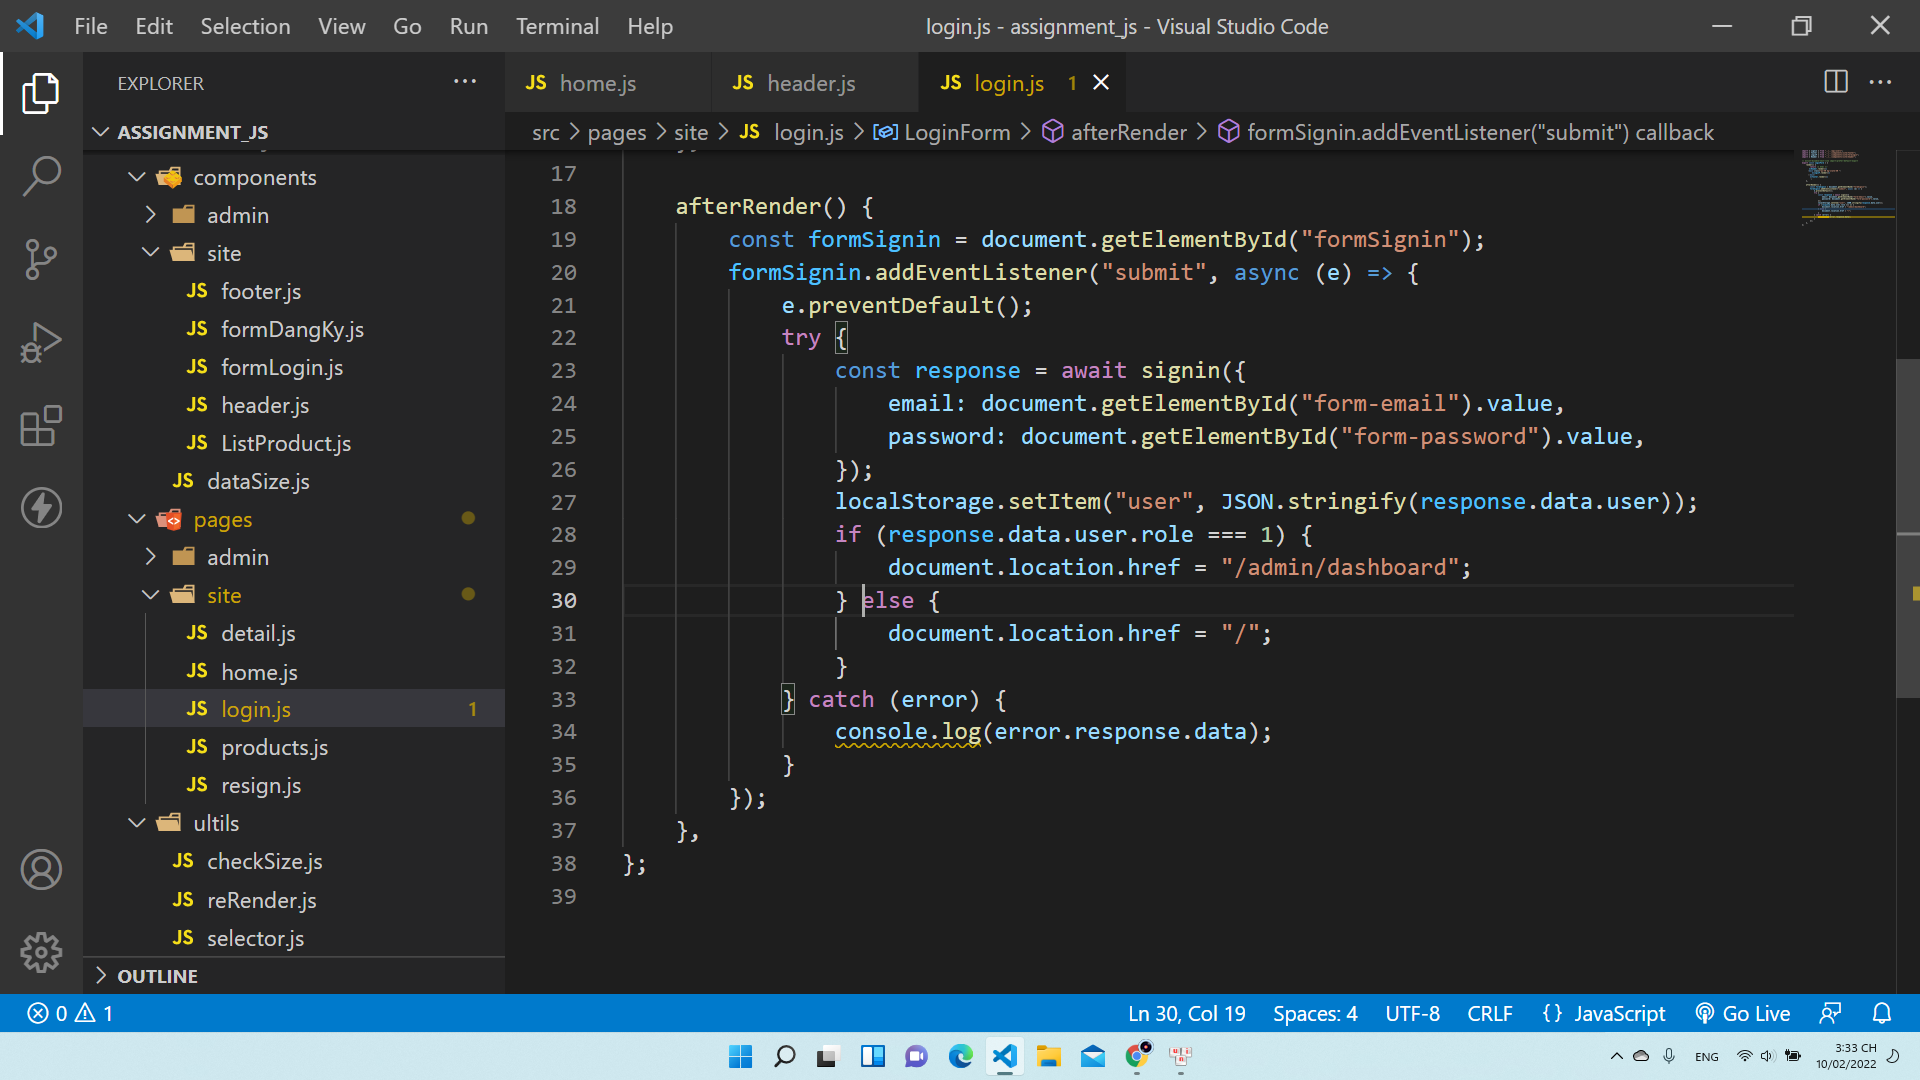 File Edit Selection View Go Run Terminal Help
login.js - assignment_js - Visual Studio Code
EXPLORER
JS home.js
JS header.js
JS login.js 1
ASSIGNMENT_JS
src > pages > site > JS login.js > LoginForm > afterRender > formSignin.addEventListener("submit") callback
components
admin
site
JS footer.js
JS formDangKy.js
JS formLogin.js
JS header.js
JS ListProduct.js
JS dataSize.js
pages
admin
site
JS detail.js
JS home.js
JS login.js 1
JS products.js
JS resign.js
ultils
JS checkSize.js
JS reRender.js
JS selector.js
OUTLINE
17
18 afterRender() {
19 const formSignin = document.getElementById("formSignin");
20 formSignin.addEventListener("submit", async (e) => {
21 e.preventDefault();
22 try {
23 const response = await signin({
24 email: document.getElementById("form-email").value,
25 password: document.getElementById("form-password").value,
26 });
27 localStorage.setItem("user", JSON.stringify(response.data.user));
28 if (response.data.user.role === 1) {
29 document.location.href = "/admin/dashboard";
30 } else {
31 document.location.href = "/";
32 }
33 } catch (error) {
34 console.log(error.response.data);
35 }
36 });
37 },
38 };
39
0 1
Ln 30, Col 19
Spaces: 4
UTF-8
CRLF
{} JavaScript
Go Live
ENG
3:33 CH
10/02/2022